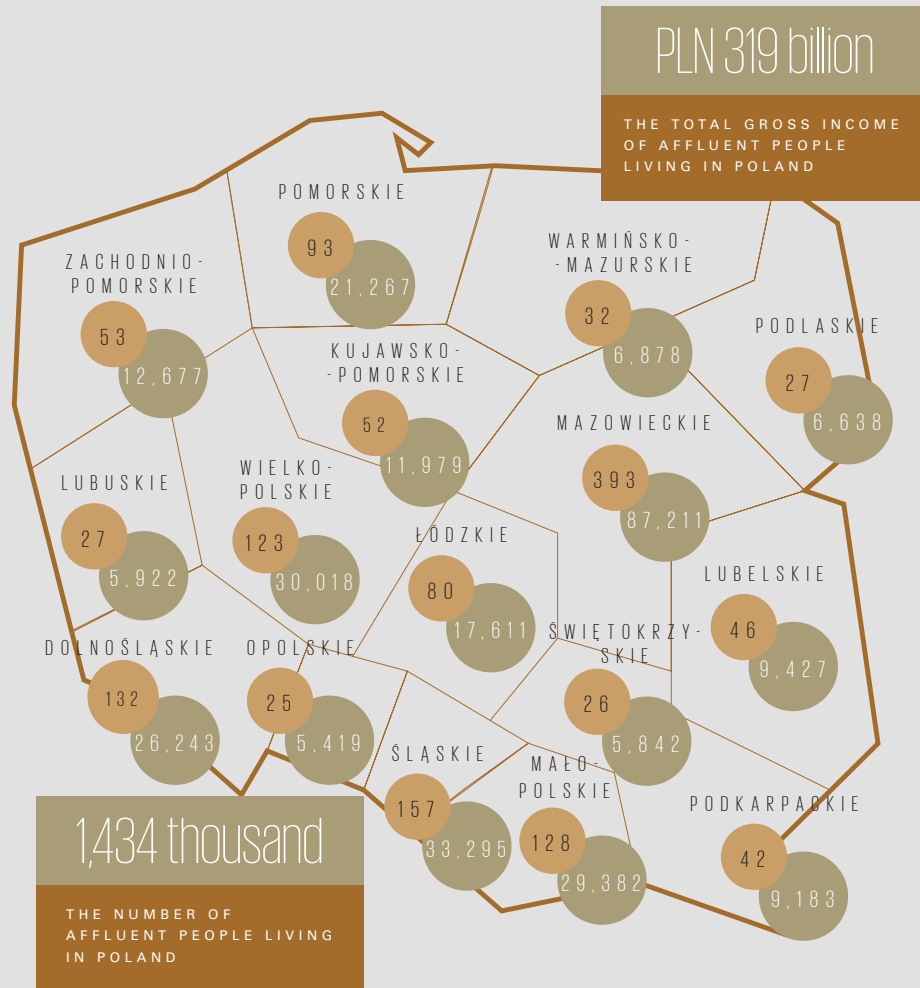 PLN 319 billion
THE TOTAL GROSS INCOME
OF AFFLUENT PEOPLE
LIVING IN POLAND
POMORSKIE
93
21,267
WARMIŃSKO-
-MAZURSKIE
32
6,878
ZACHODNIO-
POMORSKIE
53
12,677
PODLASKIE
27
6,638
KUJAWSKO-
-POMORSKIE
52
11,979
MAZOWIECKIE
393
87,211
LUBUSKIE
27
5,922
WIELKO-
POLSKIE
123
30,018
ŁÓDZKIE
80
17,611
LUBELSKIE
46
9,427
DOLNOŚLĄSKIE
132
26,243
OPOLSKIE
25
5,419
ŚWIĘTOKRZY-
SKIE
26
5,842
ŚLĄSKIE
157
33,295
MAŁO-
POLSKIE
128
29,382
PODKARPACKIE
42
9,183
1,434 thousand
THE NUMBER OF
AFFLUENT PEOPLE LIVING
IN POLAND